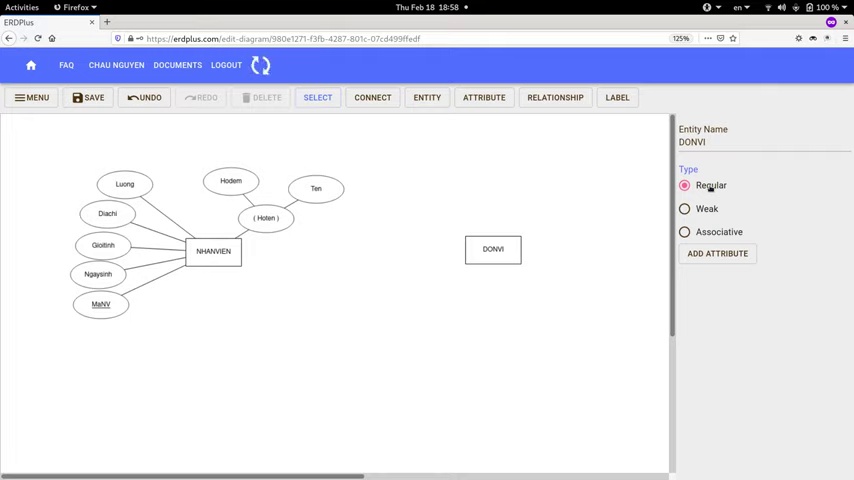 Activities Firefox Thu Feb 18 18:58 en 100 %
ERDPlus
https://erdplus.com/edit-diagram/980e1271-f3fb-4287-801c-07cd499ffedf 125%
FAQ CHAU NGUYEN DOCUMENTS LOGOUT
MENU SAVE UNDO REDO DELETE SELECT CONNECT ENTITY ATTRIBUTE RELATIONSHIP LABEL
Entity Name
DONVI
Type
Regular
Weak
Associative
ADD ATTRIBUTE
Luong
Hodem
Ten
Diachi
( Hoten )
Gioitinh
NHANVIEN
DONVI
Ngaysinh
MaNV